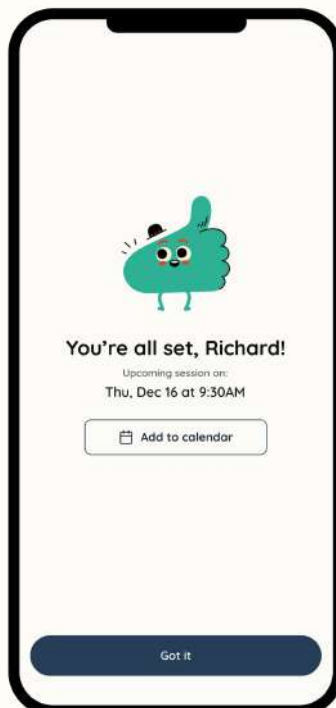 You're all set, Richard!
Upcoming session on:
Thu, Dec 16 at 9:30AM
Add to calendar
Got it